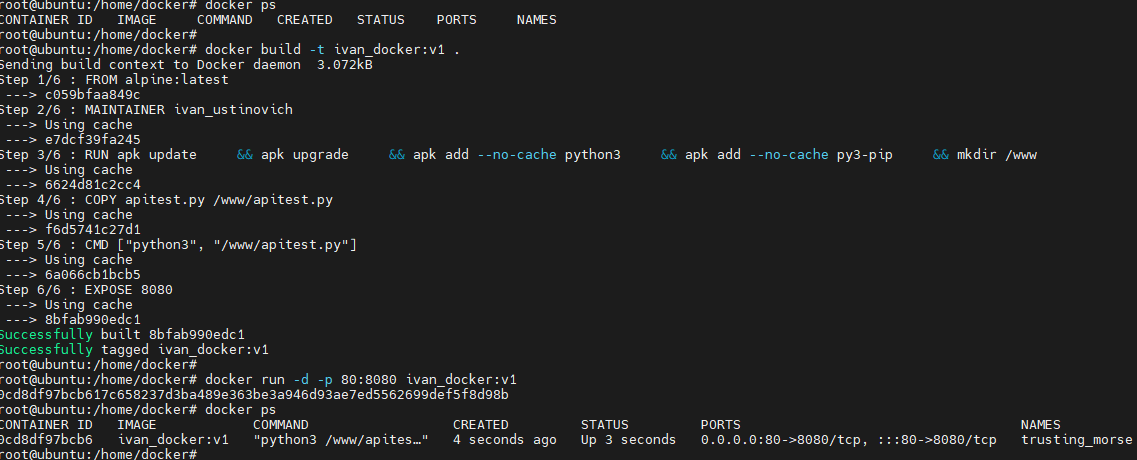 root@ubuntu:/home/docker# docker ps
CONTAINER ID   IMAGE     COMMAND   CREATED   STATUS    PORTS     NAMES
root@ubuntu:/home/docker#
root@ubuntu:/home/docker# docker build -t ivan_docker:v1 .
Sending build context to Docker daemon  3.072kB
Step 1/6 : FROM alpine:latest
 ---> c059bfaa849c
Step 2/6 : MAINTAINER ivan_ustinovich
 ---> Using cache
 ---> e7dcf39fa245
Step 3/6 : RUN apk update     && apk upgrade     && apk add --no-cache python3     && apk add --no-cache py3-pip     && mkdir /www
 ---> Using cache
 ---> 6624d81c2cc4
Step 4/6 : COPY apitest.py /www/apitest.py
 ---> Using cache
 ---> f6d5741c27d1
Step 5/6 : CMD ["python3", "/www/apitest.py"]
 ---> Using cache
 ---> 6a066cb1bcb5
Step 6/6 : EXPOSE 8080
 ---> Using cache
 ---> 8bfab990edc1
Successfully built 8bfab990edc1
Successfully tagged ivan_docker:v1
root@ubuntu:/home/docker#
root@ubuntu:/home/docker# docker run -d -p 80:8080 ivan_docker:v1
0cd8df97bcb617c658237d3ba489e363be3a946d93ae7ed5562699def5f8d98b
root@ubuntu:/home/docker# docker ps
CONTAINER ID   IMAGE            COMMAND                  CREATED         STATUS         PORTS                                   NAMES
0cd8df97bcb6   ivan_docker:v1   "python3 /www/apites…"   4 seconds ago   Up 3 seconds   0.0.0.0:80->8080/tcp, :::80->8080/tcp   trusting_morse
root@ubuntu:/home/docker#